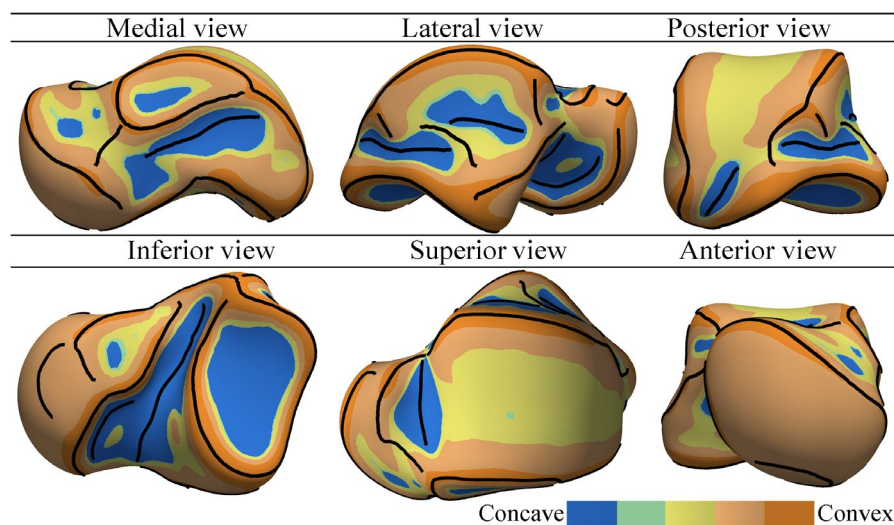 Medial view Lateral view Posterior view
Inferior view Superior view Anterior view
Concave Convex